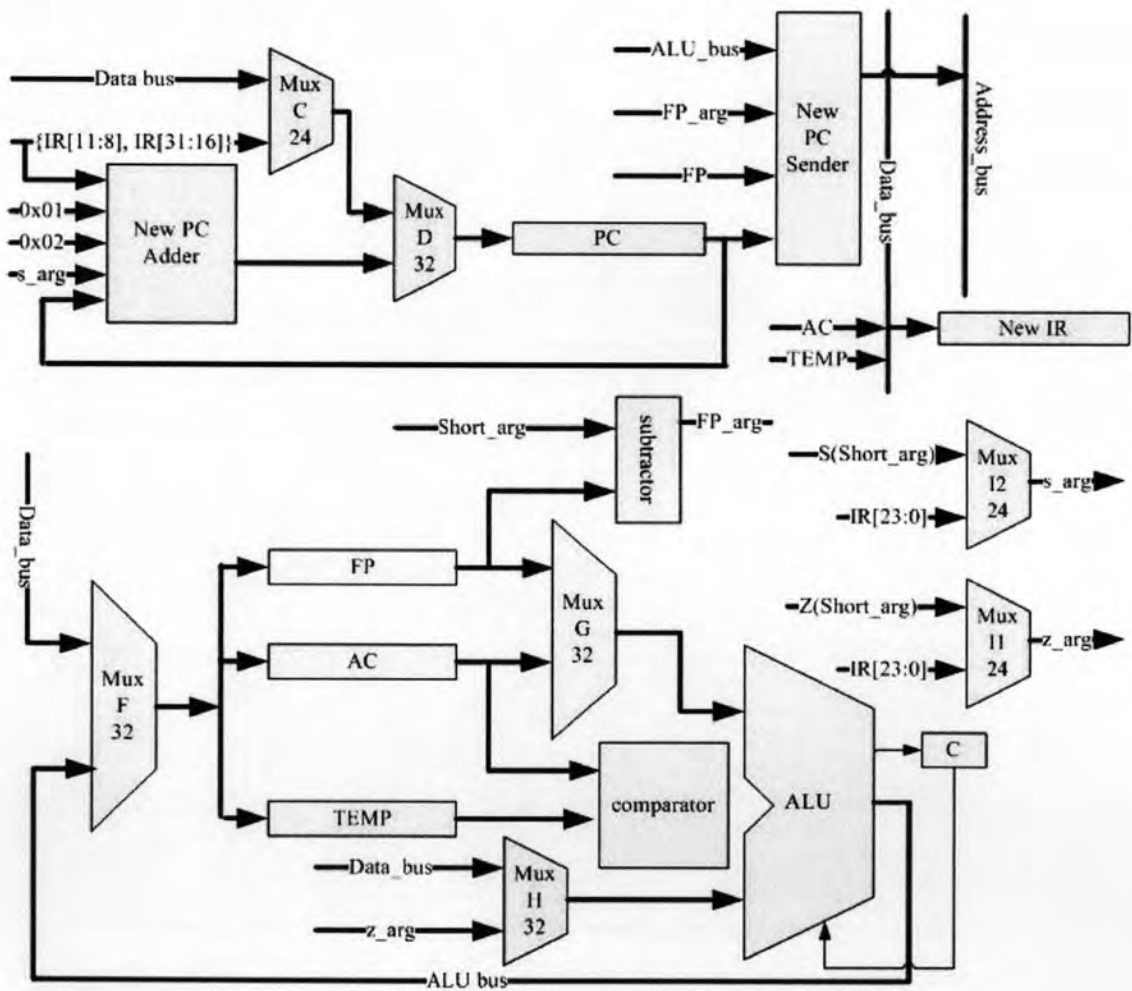 Data bus
Mux
C
24
{IR[11:8], IR[31:16]}
0x01
0x02
s_arg
New PC
Adder
Mux
D
32
PC
ALU_bus
FP_arg
FP
New
PC
Sender
Data_bus
Address_bus
AC
TEMP
New IR
Short_arg
subtractor
FP_arg
S(Short_arg)
IR[23:0]
Mux
I2
24
s_arg
Z(Short_arg)
IR[23:0]
Mux
I1
24
z_arg
Data_bus
Mux
F
32
FP
AC
TEMP
Mux
G
32
comparator
Data_bus
z_arg
Mux
H
32
ALU
C
ALU bus